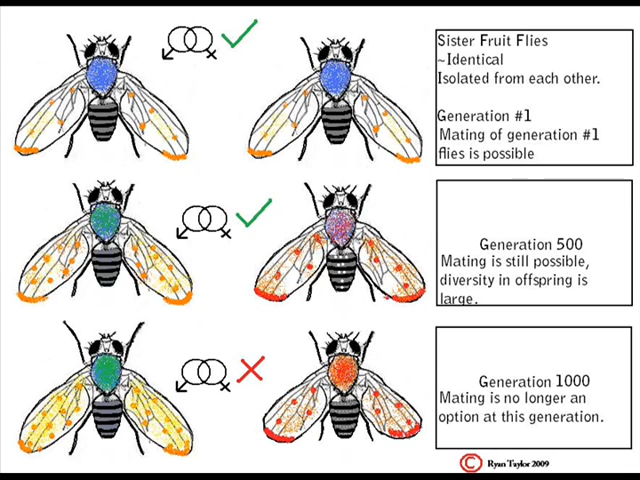 Sister Fruit Flies
~Identical
Isolated from each other.
Generation #1
Mating of generation #1
flies is possible
Generation 500
Mating is still possible,
diversity in offspring is
large.
Generation 1000
Mating is no longer an
option at this generation.
© Ryan Taylor 2009